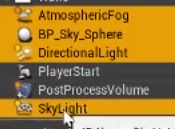 AtmosphericFog
BP_Sky_Sphere
DirectionalLight
PlayerStart
PostProcessVolume
SkyLight